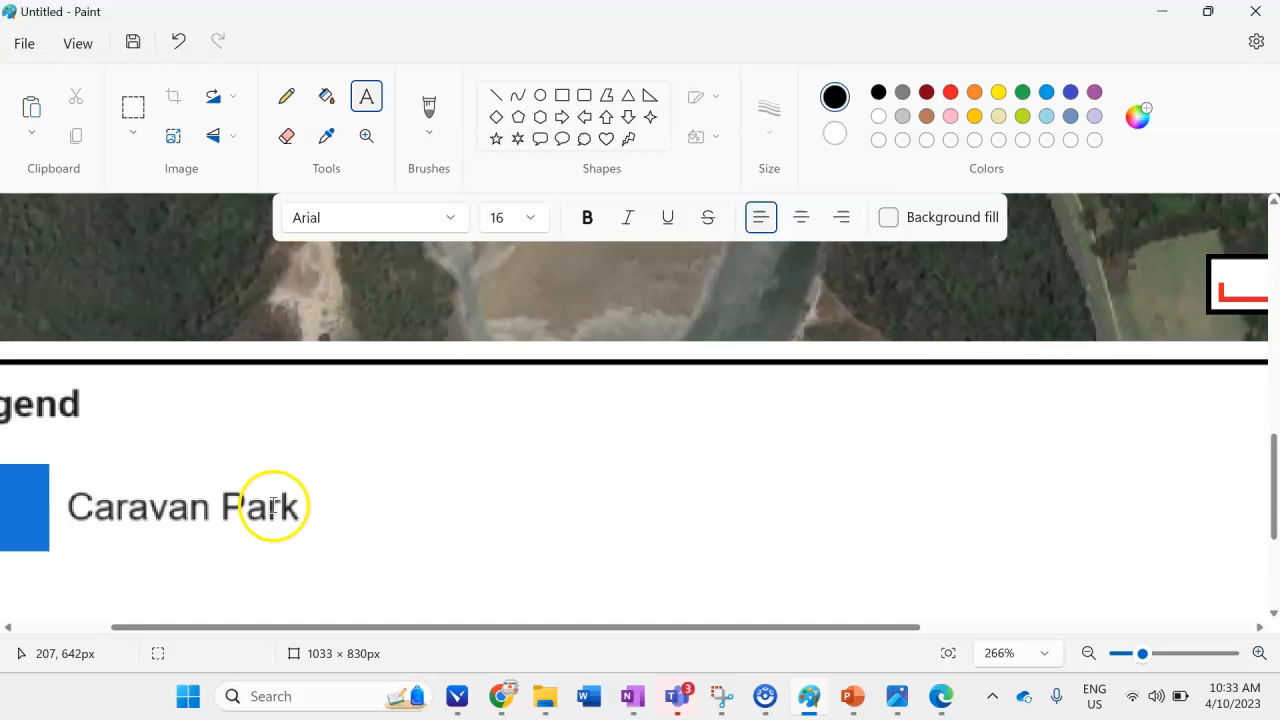 Untitled - Paint
File
View
Clipboard
Image
Tools
Brushes
Shapes
Size
Colors
Arial
16
B
I
U
S
Background fill
gend
Caravan Park
207, 642px
1033 × 830px
266%
Search
3
ENG
US
10:33 AM
4/10/2023